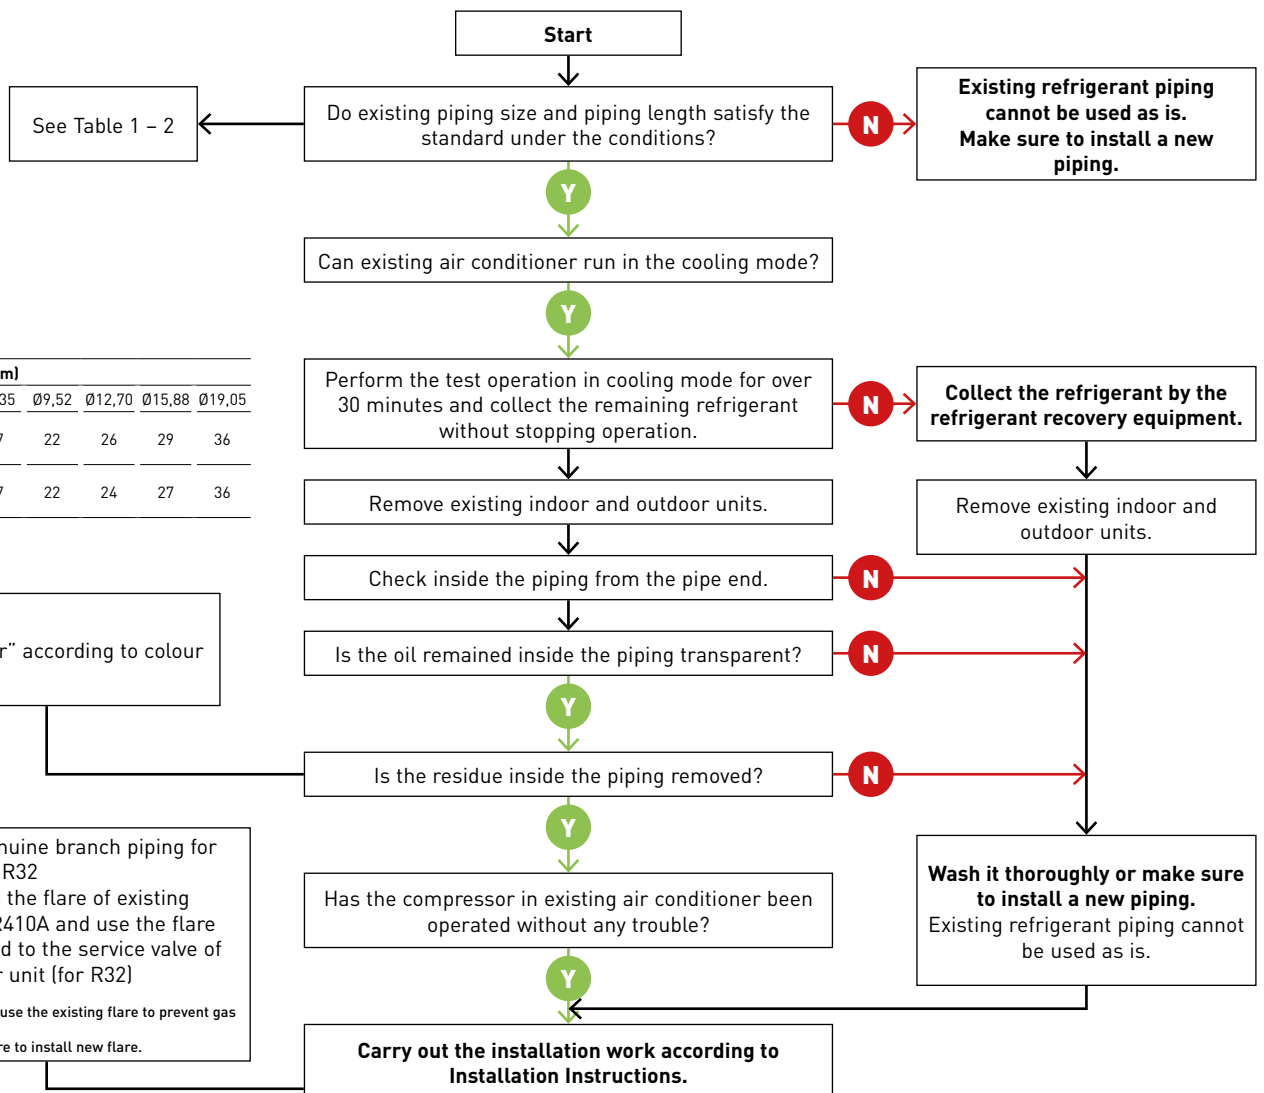 Start
See Table 1 – 2
Do existing piping size and piping length satisfy the
standard under the conditions?
N
Existing refrigerant piping
cannot be used as is.
Make sure to install a new
piping.
Y
Can existing air conditioner run in the cooling mode?
Y
m)
35 Ø9,52 Ø12,70 Ø15,88 Ø19,05
7 22 26 29 36
7 22 24 27 36
Perform the test operation in cooling mode for over
30 minutes and collect the remaining refrigerant
without stopping operation.
N
Collect the refrigerant by the
refrigerant recovery equipment.
Remove existing indoor and outdoor units.
Remove existing indoor and
outdoor units.
Check inside the piping from the pipe end.
N
r” according to colour
Is the oil remained inside the piping transparent?
N
Y
Is the residue inside the piping removed?
N
Y
nuine branch piping for
R32
the flare of existing
R410A and use the flare
d to the service valve of
r unit (for R32)
use the existing flare to prevent gas
re to install new flare.
Has the compressor in existing air conditioner been
operated without any trouble?
Wash it thoroughly or make sure
to install a new piping.
Existing refrigerant piping cannot
be used as is.
Y
Carry out the installation work according to
Installation Instructions.